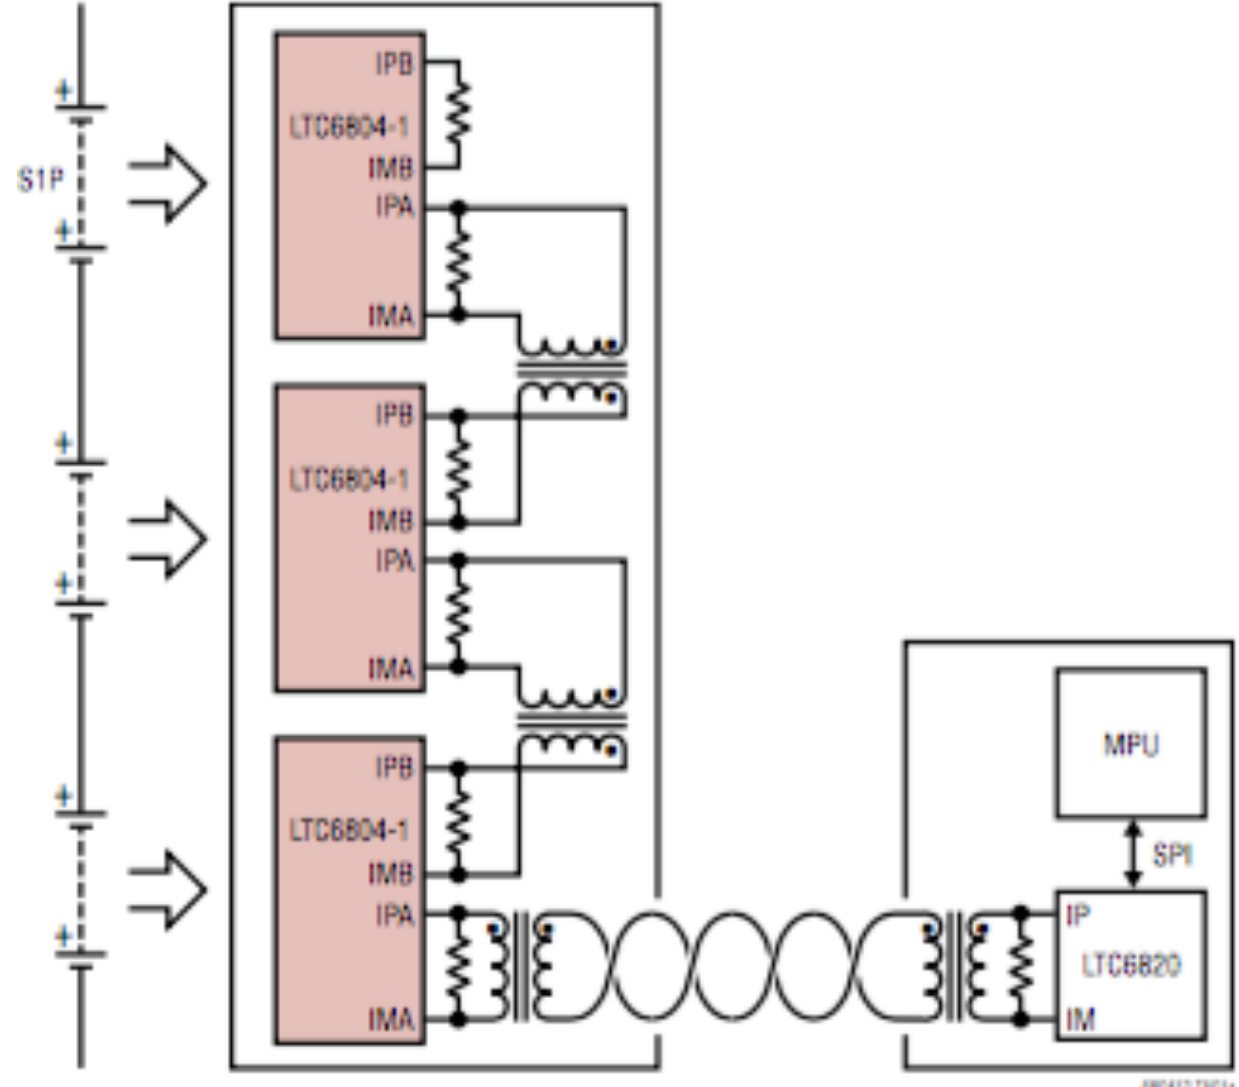 +
S1P
+
IPB
LTC6804-1
IMB
IPA
IMA
+
+
IPB
LTC6804-1
IMB
IPA
IMA
+
+
IPB
LTC6804-1
IMB
IPA
IMA
MPU
SPI
IP
LTC6820
IM